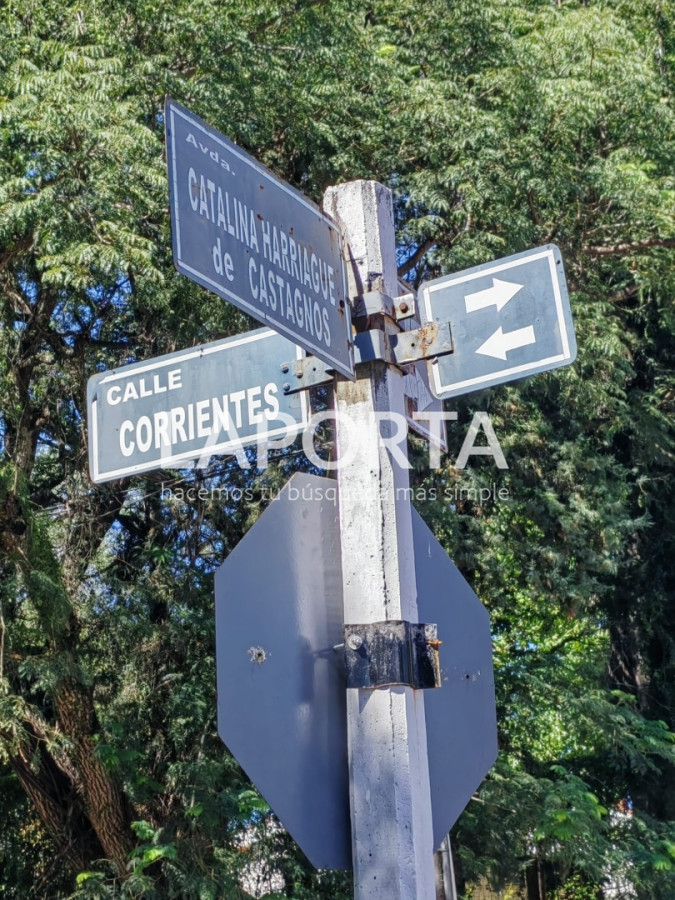 Avda.
CATALINA HARRIAGUE
de CASTAGNOS
CALLE
CORRIENTES
LAPORTA
hacemos tu búsqueda más simple